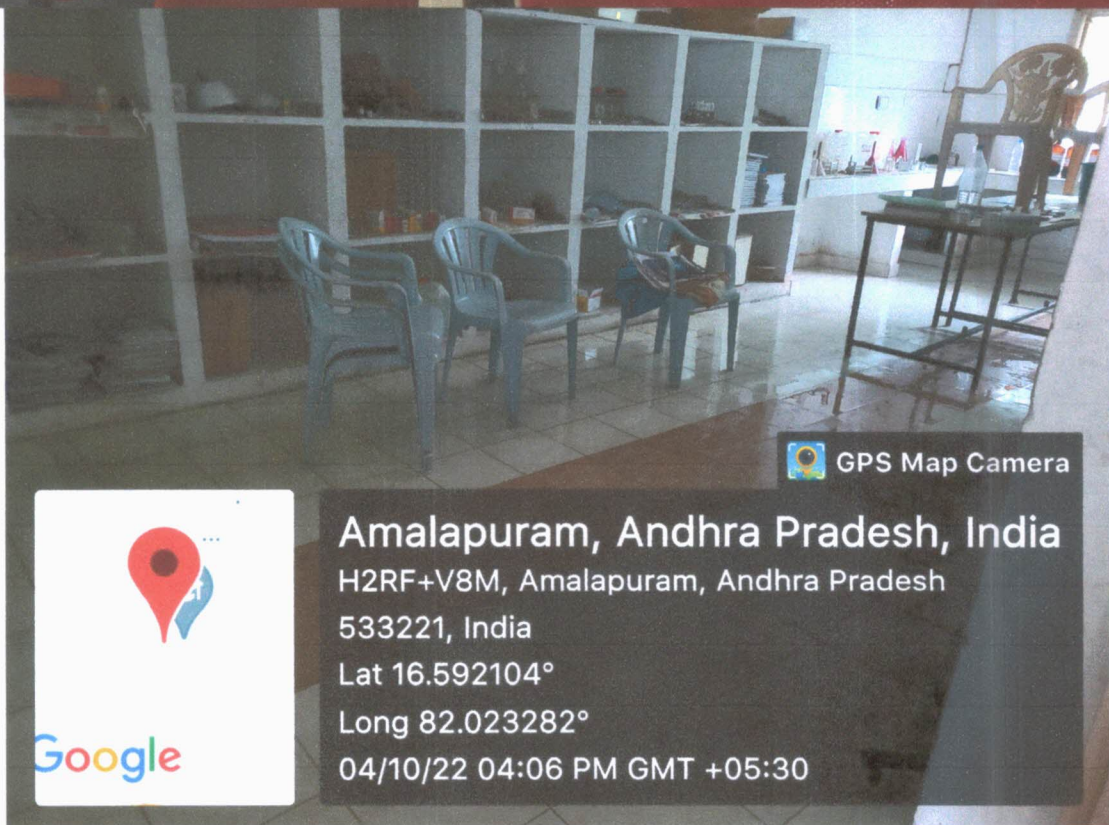 GPS Map Camera
Amalapuram, Andhra Pradesh, India
H2RF+V8M, Amalapuram, Andhra Pradesh
533221, India
Lat 16.592104°
Long 82.023282°
04/10/22 04:06 PM GMT +05:30
Google